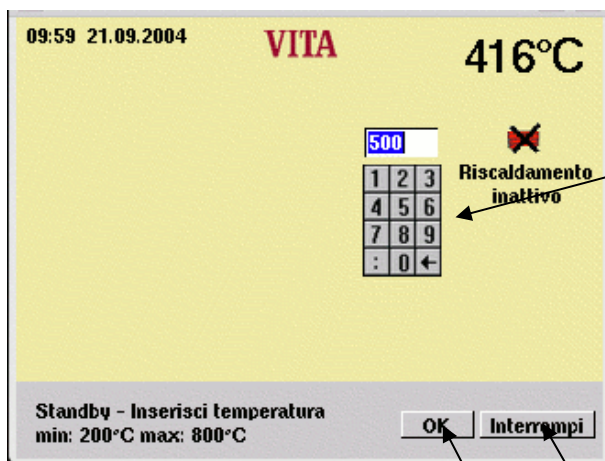 09:59 21.09.2004
VITA
416°C
500
Riscaldamento
inattivo
1 2 3
4 5 6
7 8 9
: 0 ←
Standby - Inserisci temperatura
min: 200°C max: 800°C
OK
Interrompi